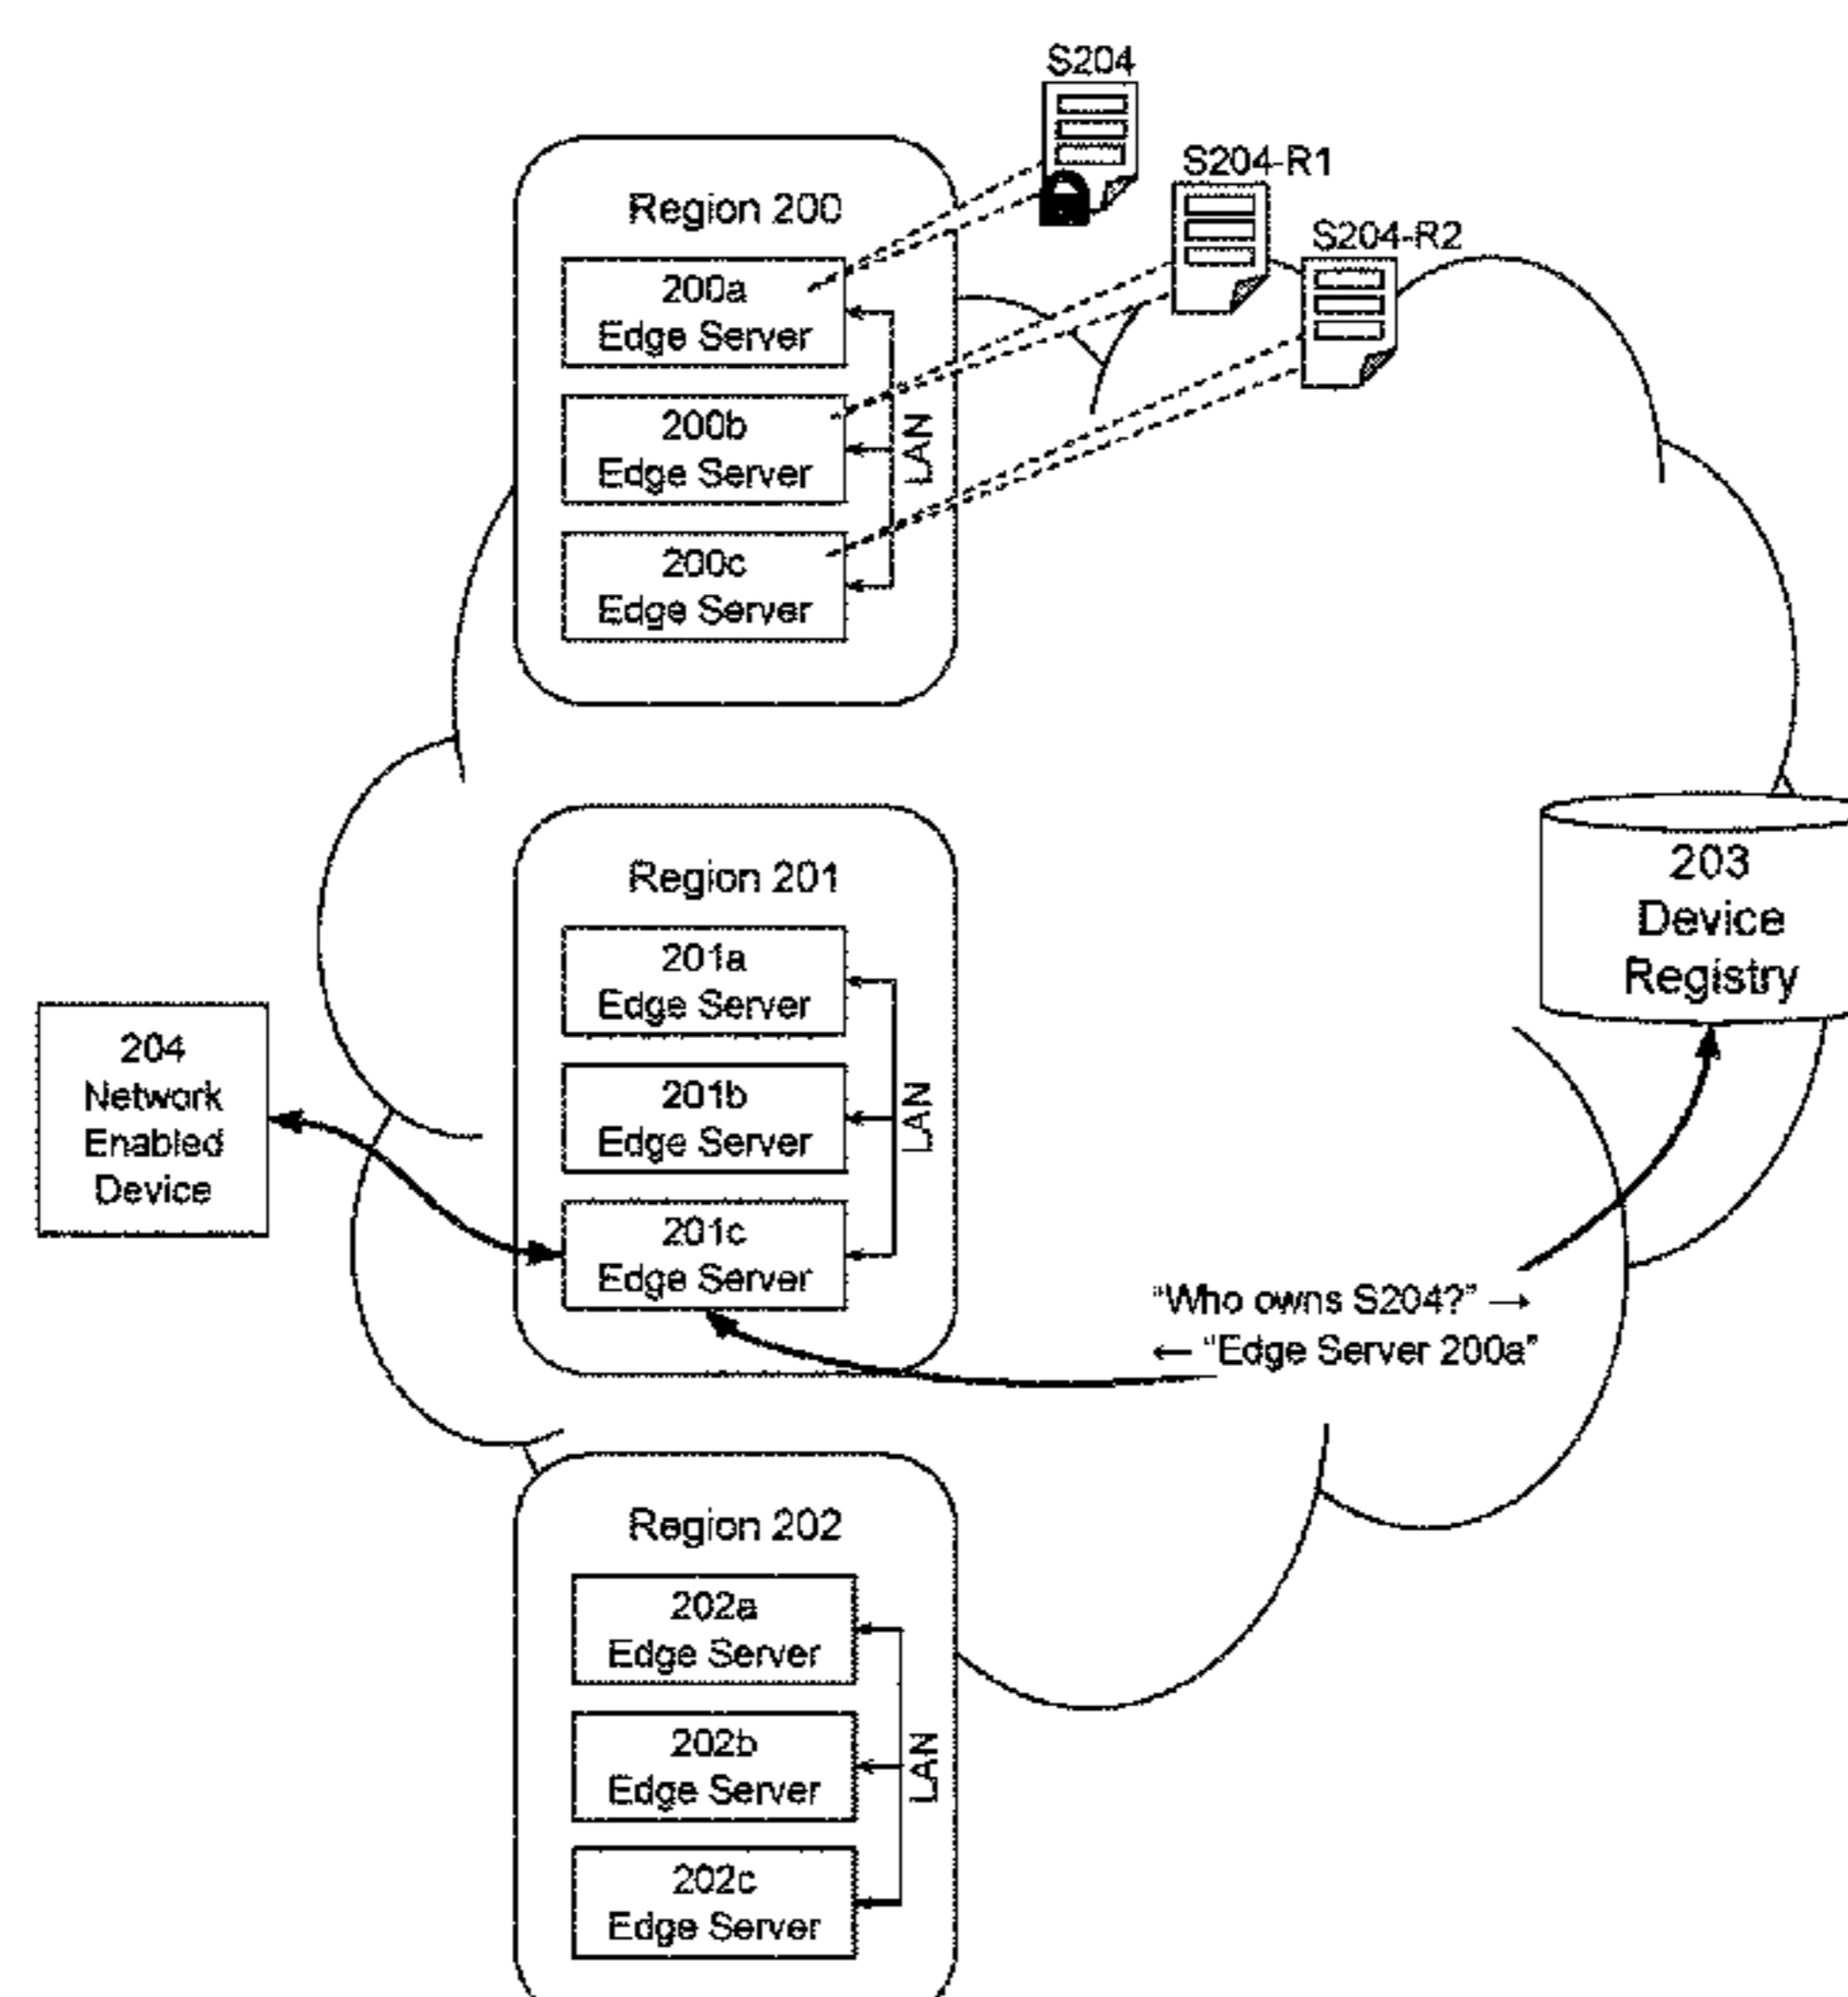 S204
S204-R1
S204-R2
Region 200
200a
Edge Server
200b
Edge Server
200c
Edge Server
LAN
Region 201
201a
Edge Server
201b
Edge Server
201c
Edge Server
LAN
203
Device
Registry
204
Network
Enabled
Device
"Who owns S204?" →
← "Edge Server 200a"
Region 202
202a
Edge Server
202b
Edge Server
202c
Edge Server
LAN